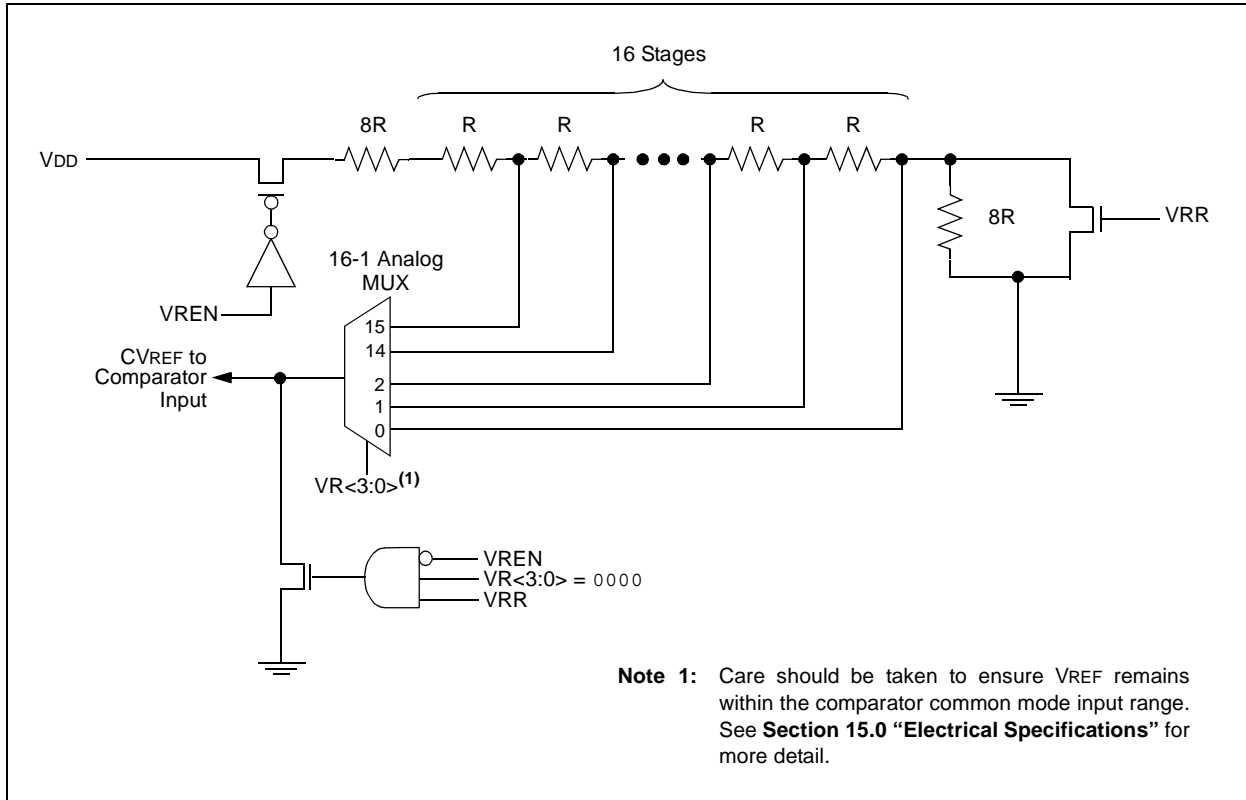 16 Stages
8R R R R R
VDD
8R
VRR
16-1 Analog
MUX
VREN
15
14
2
1
0
CVREF to
Comparator
Input
VR<3:0>(1)
VREN
VR<3:0> = 0000
VRR
Note 1: Care should be taken to ensure VREF remains
within the comparator common mode input range.
See Section 15.0 “Electrical Specifications” for
more detail.